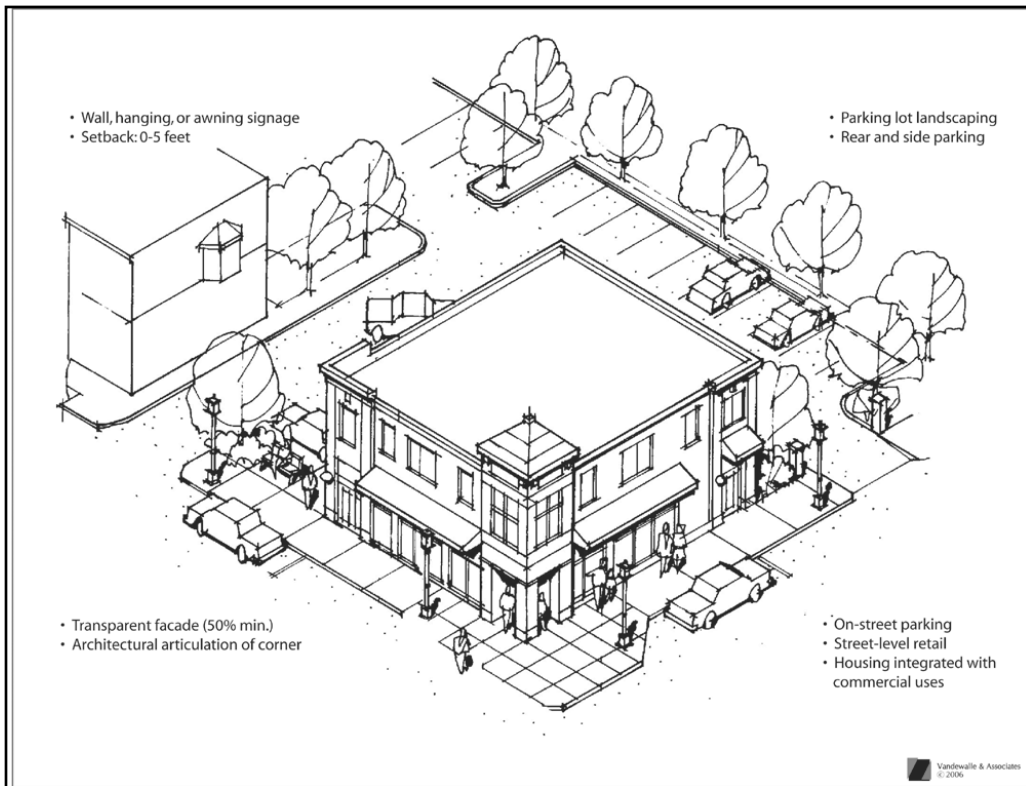 • Wall, hanging, or awning signage
• Setback: 0-5 feet
• Parking lot landscaping
• Rear and side parking
• Transparent facade (50% min.)
• Architectural articulation of corner
• On-street parking
• Street-level retail
• Housing integrated with
commercial uses
Vandewalle & Associates
© 2006